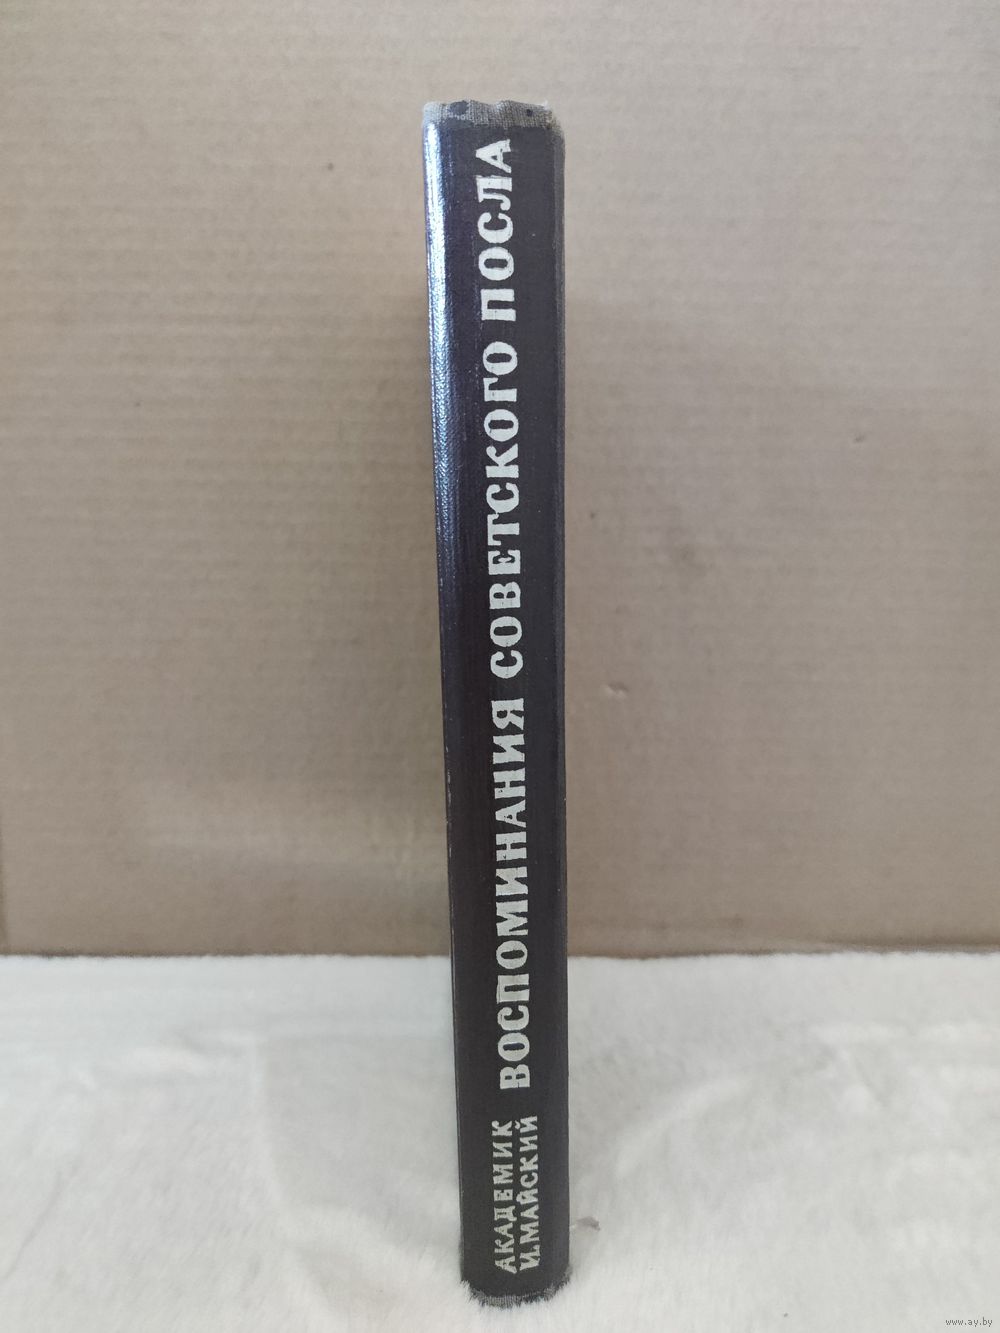 АКАДЕМИК
И.МАЙСКИЙ
ВОСПОМИНАНИЯ СОВЕТСКОГО ПОСЛА
www.ay.by